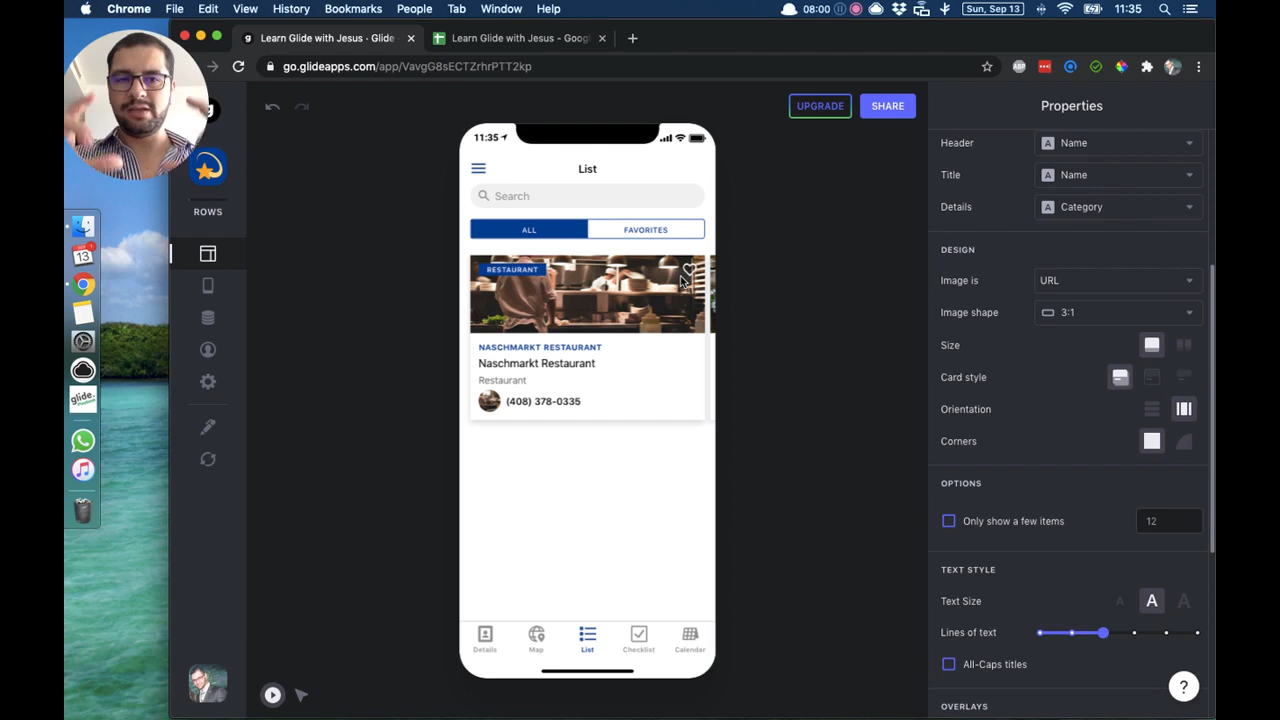 Chrome File Edit View History Bookmarks People Tab Window Help 08:00 Sun, Sep 13 11:35
Learn Glide with Jesus · Glide Learn Glide with Jesus - Goog
go.glideapps.com/app/VavgG8sECTZrhrPTT2kp
UPGRADE SHARE Properties
ROWS
11:35
List
Search
ALL FAVORITES
RESTAURANT
NASCHMARKT RESTAURANT
Naschmarkt Restaurant
Restaurant
(408) 378-0335
Details Map List Checklist Calendar
Header Name
Title Name
Details Category
DESIGN
Image is URL
Image shape 3:1
Size
Card style
Orientation
Corners
OPTIONS
Only show a few items 12
TEXT STYLE
Text Size A A A
Lines of text
All-Caps titles
OVERLAYS
?
13
glide.